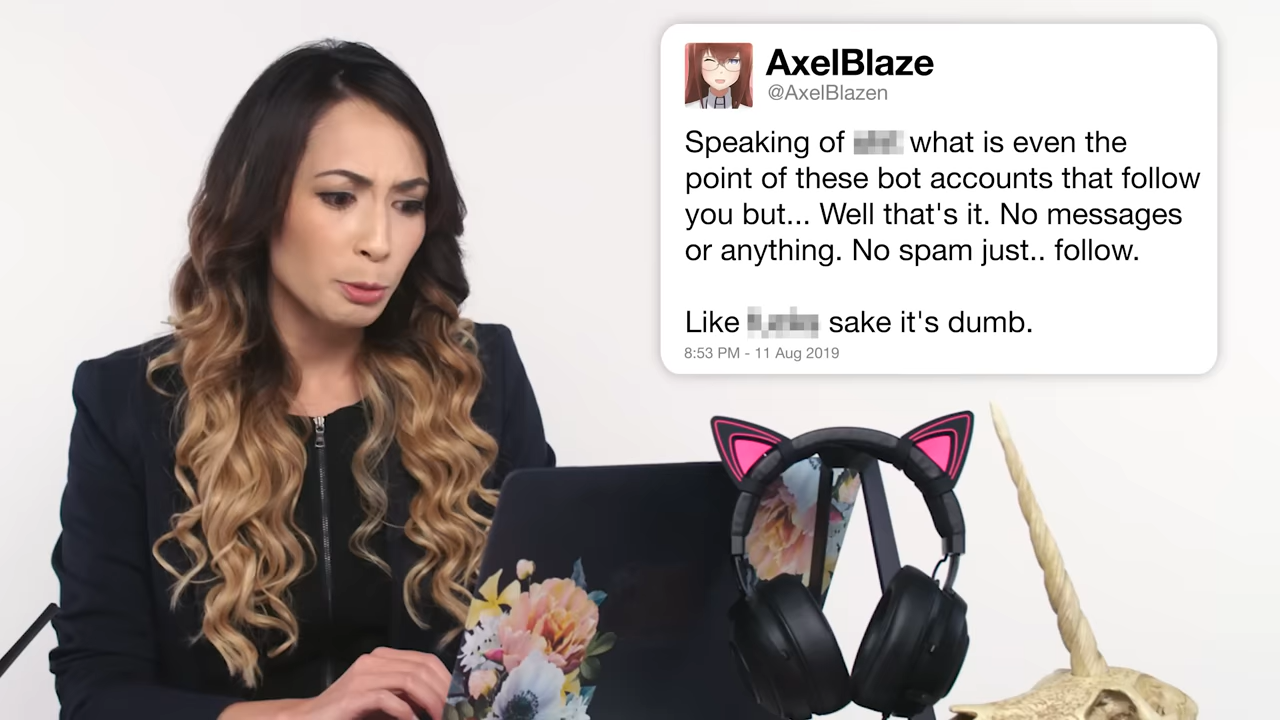 AxelBlaze
@AxelBlazen
Speaking of what is even the
point of these bot accounts that follow
you but... Well that's it. No messages
or anything. No spam just.. follow.
Like sake it's dumb.
8:53 PM - 11 Aug 2019